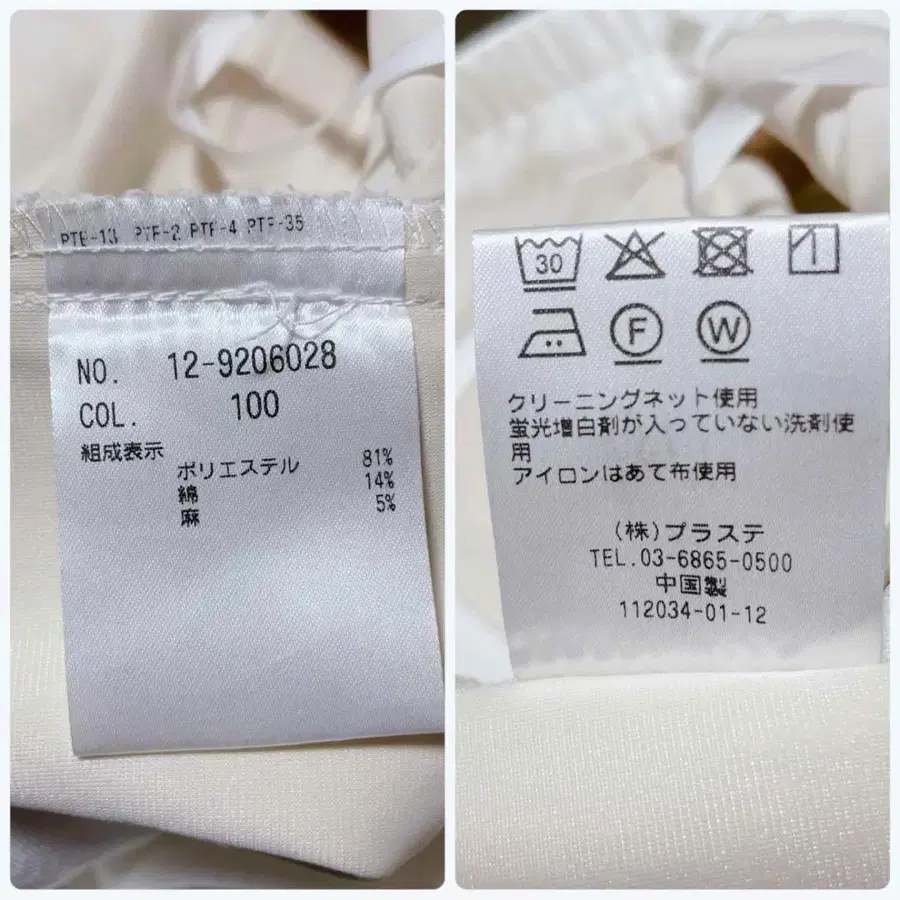 PTE-13 PTF-2 PTF-4 PTF-35
NO. 12-9206028
COL. 100
組成表示
ポリエステル 81%
綿 14%
麻 5%
30
F W
クリーニングネット使用
蛍光増白剤が入っていない洗剤使
用
アイロンはあて布使用
(株)プラステ
TEL.03-6865-0500
中国製
112034-01-12